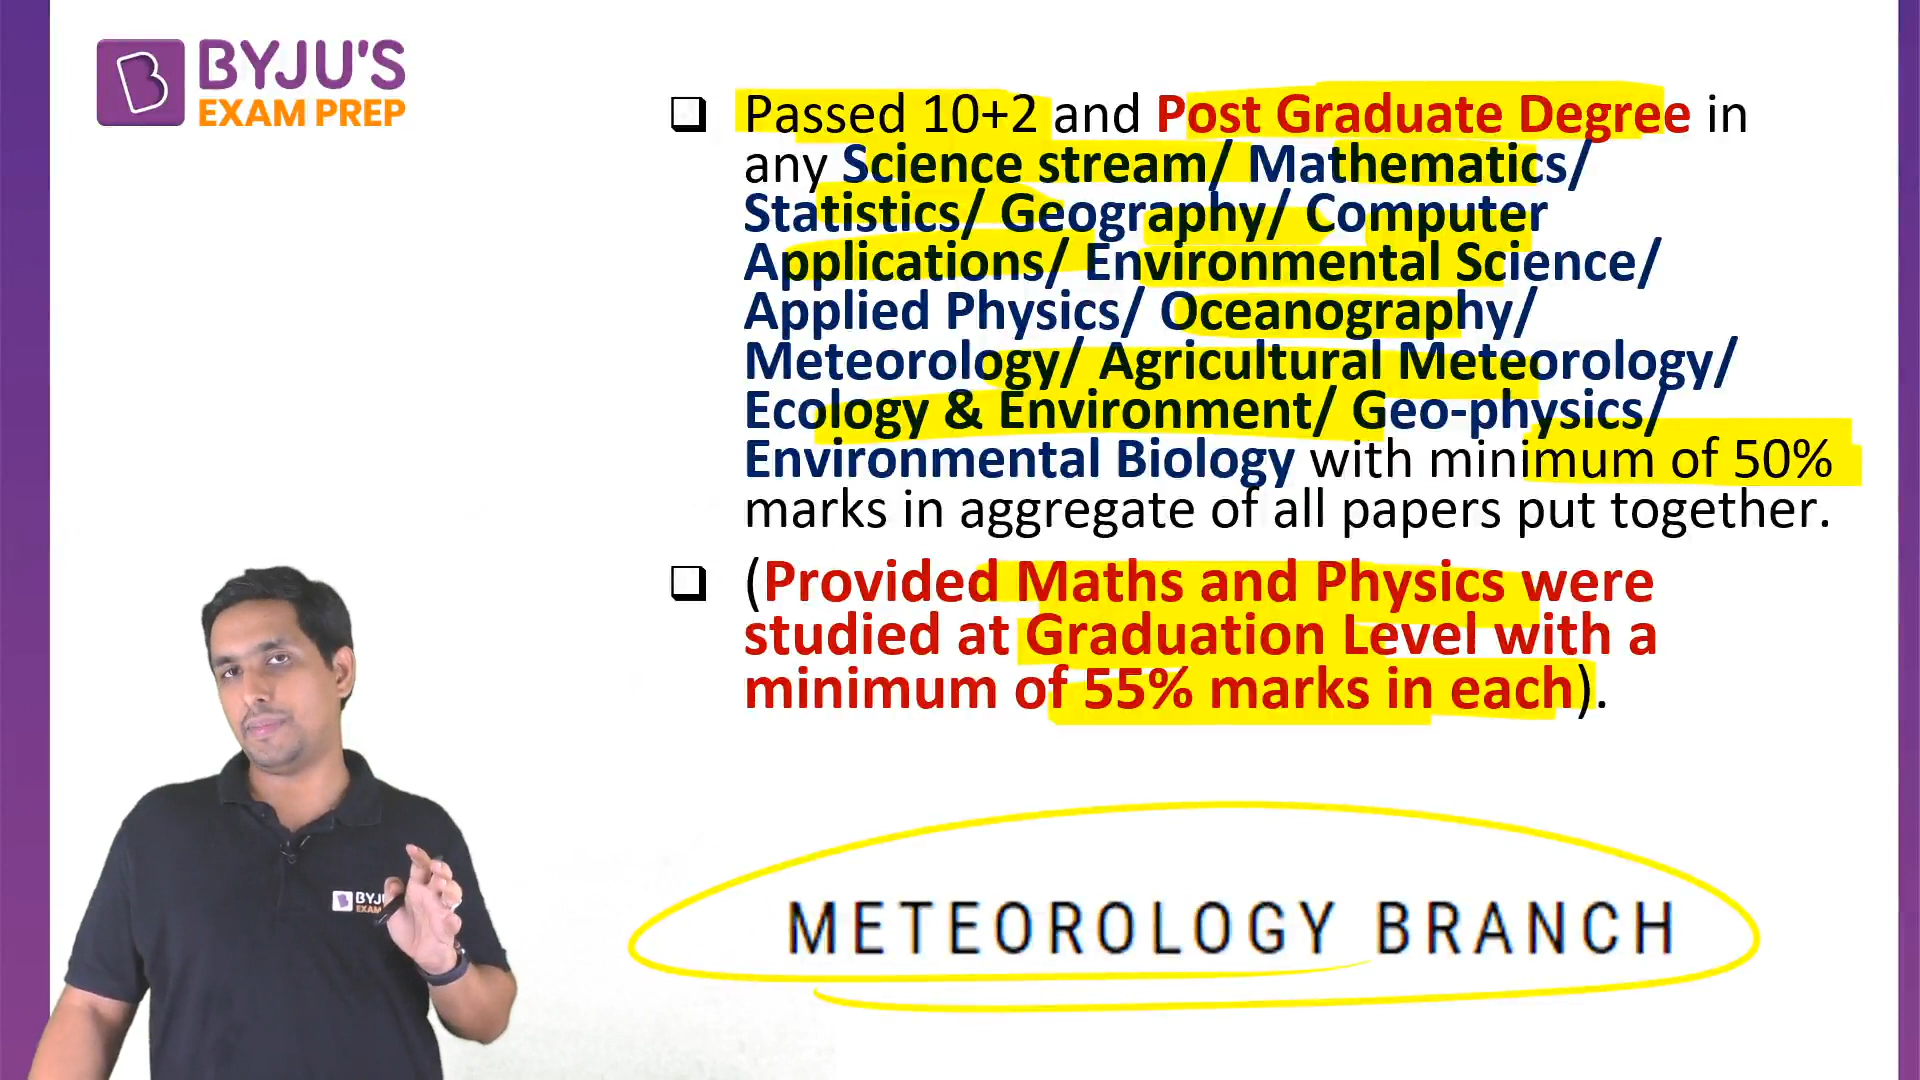 BYJU'S
EXAM PREP
❑ Passed 10+2 and Post Graduate Degree in
any Science stream/ Mathematics/
Statistics/ Geography/ Computer
Applications/ Environmental Science/
Applied Physics/ Oceanography/
Meteorology/ Agricultural Meteorology/
Ecology & Environment/ Geo-physics/
Environmental Biology with minimum of 50%
marks in aggregate of all papers put together.
❑ (Provided Maths and Physics were
studied at Graduation Level with a
minimum of 55% marks in each).
METEOROLOGY BRANCH